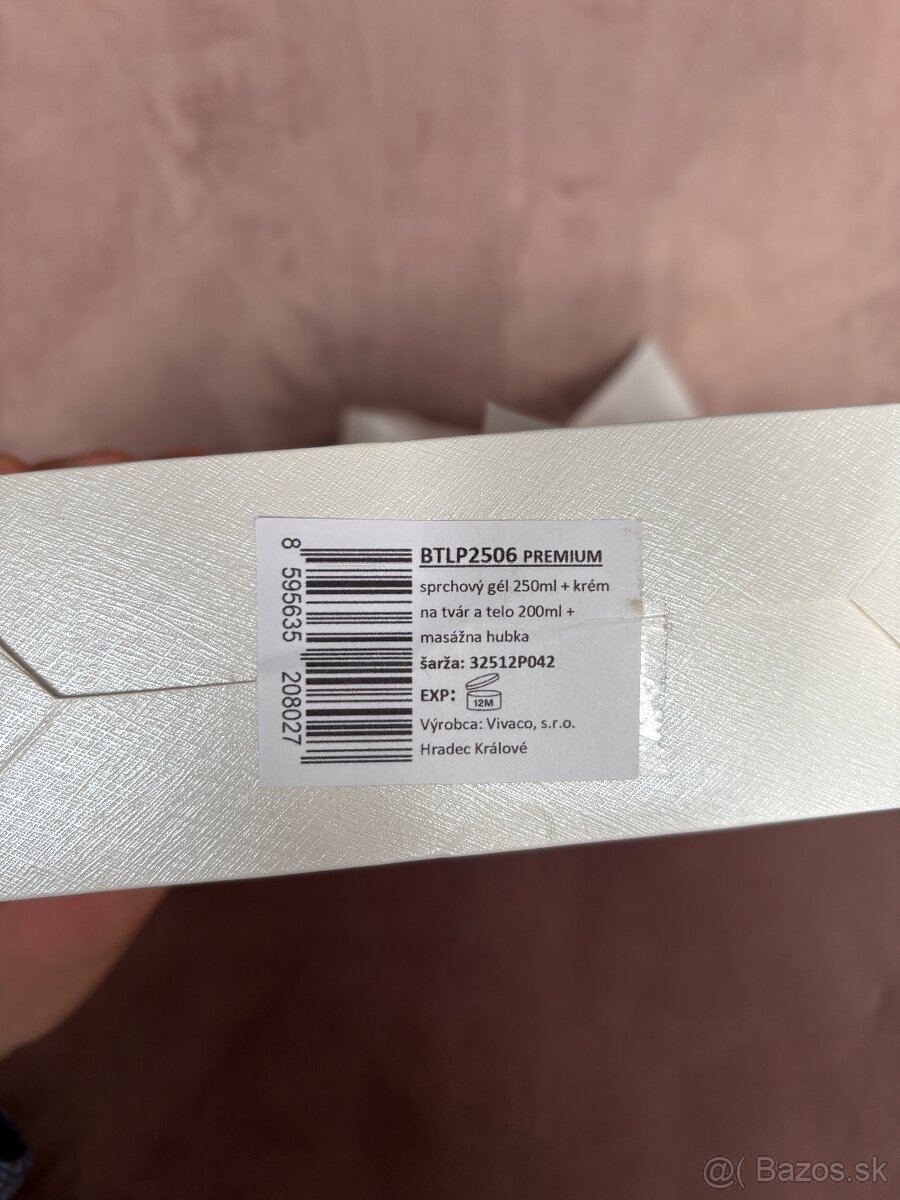 8 595635 208027
BTLP2506 PREMIUM
sprchový gél 250ml + krém
na tvár a telo 200ml +
masážna hubka
šarža: 32512P042
EXP: 12M
Výrobca: Vivaco, s.r.o.
Hradec Králové
@( Bazos.sk